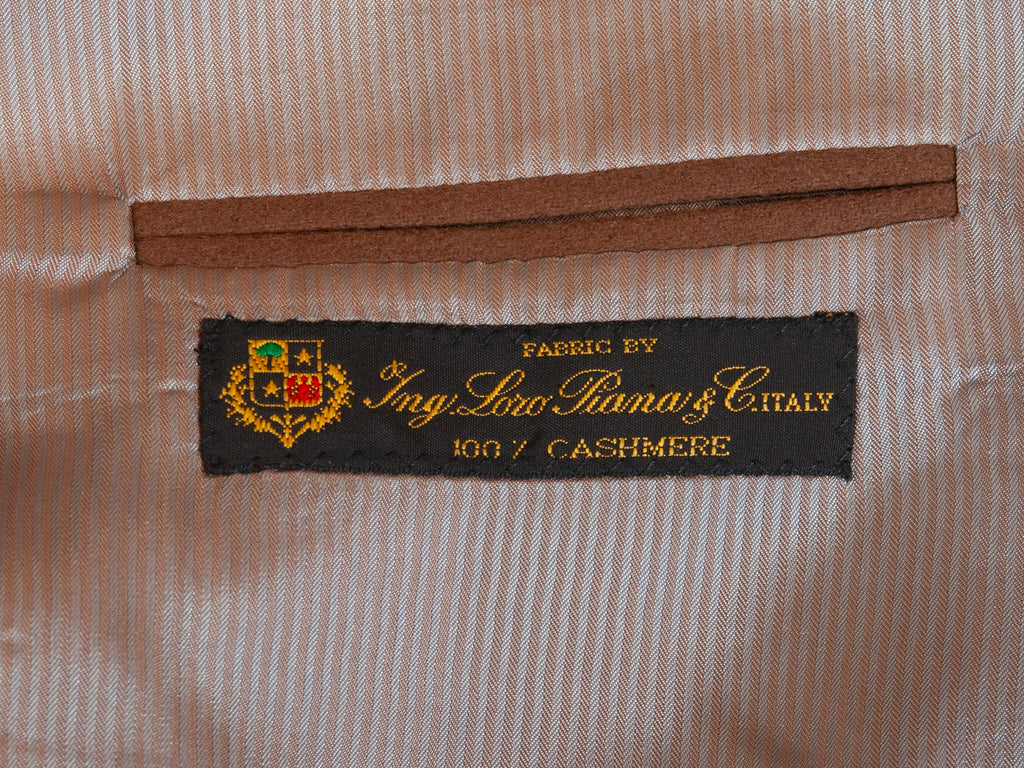 FABRIC BY
Ing. Loro Piana & C. ITALY
100 % CASHMERE